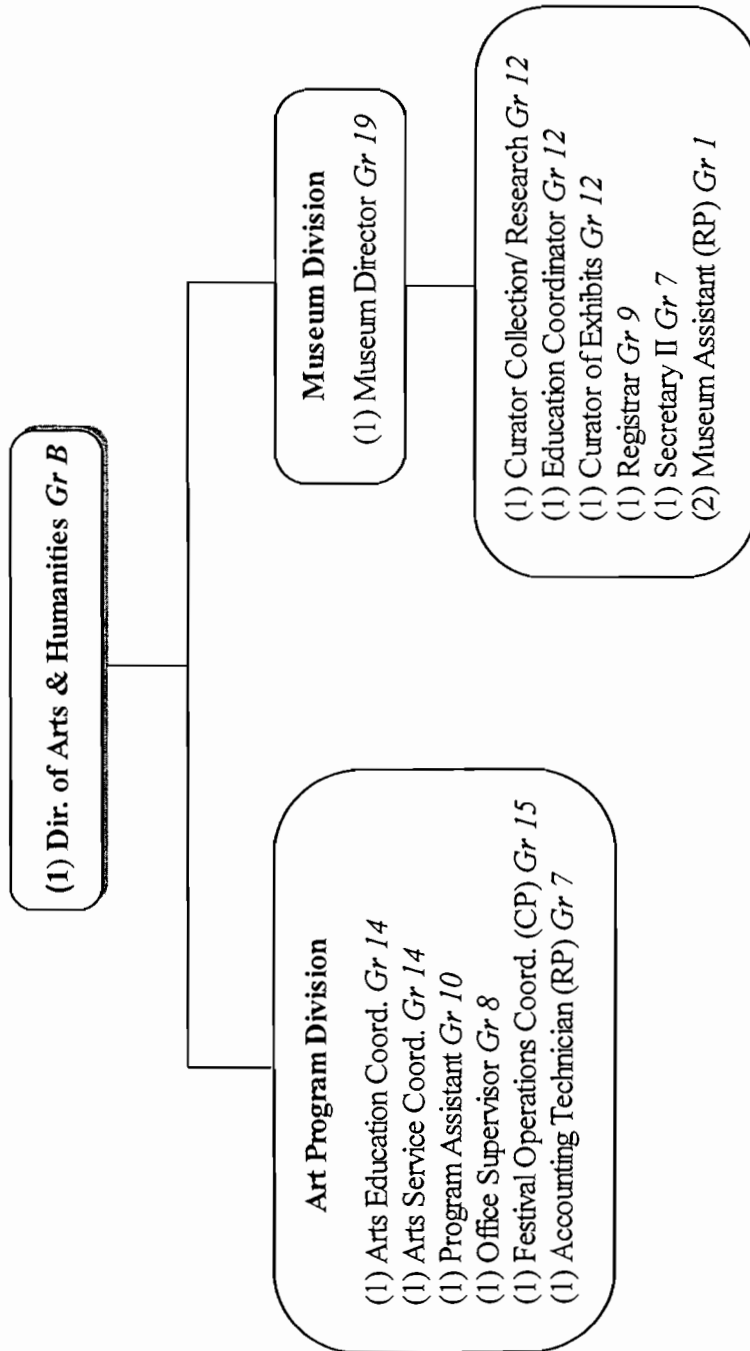 (1) Dir. of Arts & Humanities Gr B
Art Program Division
(1) Arts Education Coord. Gr 14
(1) Arts Service Coord. Gr 14
(1) Program Assistant Gr 10
(1) Office Supervisor Gr 8
(1) Festival Operations Coord. (CP) Gr 15
(1) Accounting Technician (RP) Gr 7
Museum Division
(1) Museum Director Gr 19
(1) Curator Collection/ Research Gr 12
(1) Education Coordinator Gr 12
(1) Curator of Exhibits Gr 12
(1) Registrar Gr 9
(1) Secretary II Gr 7
(2) Museum Assistant (RP) Gr 1